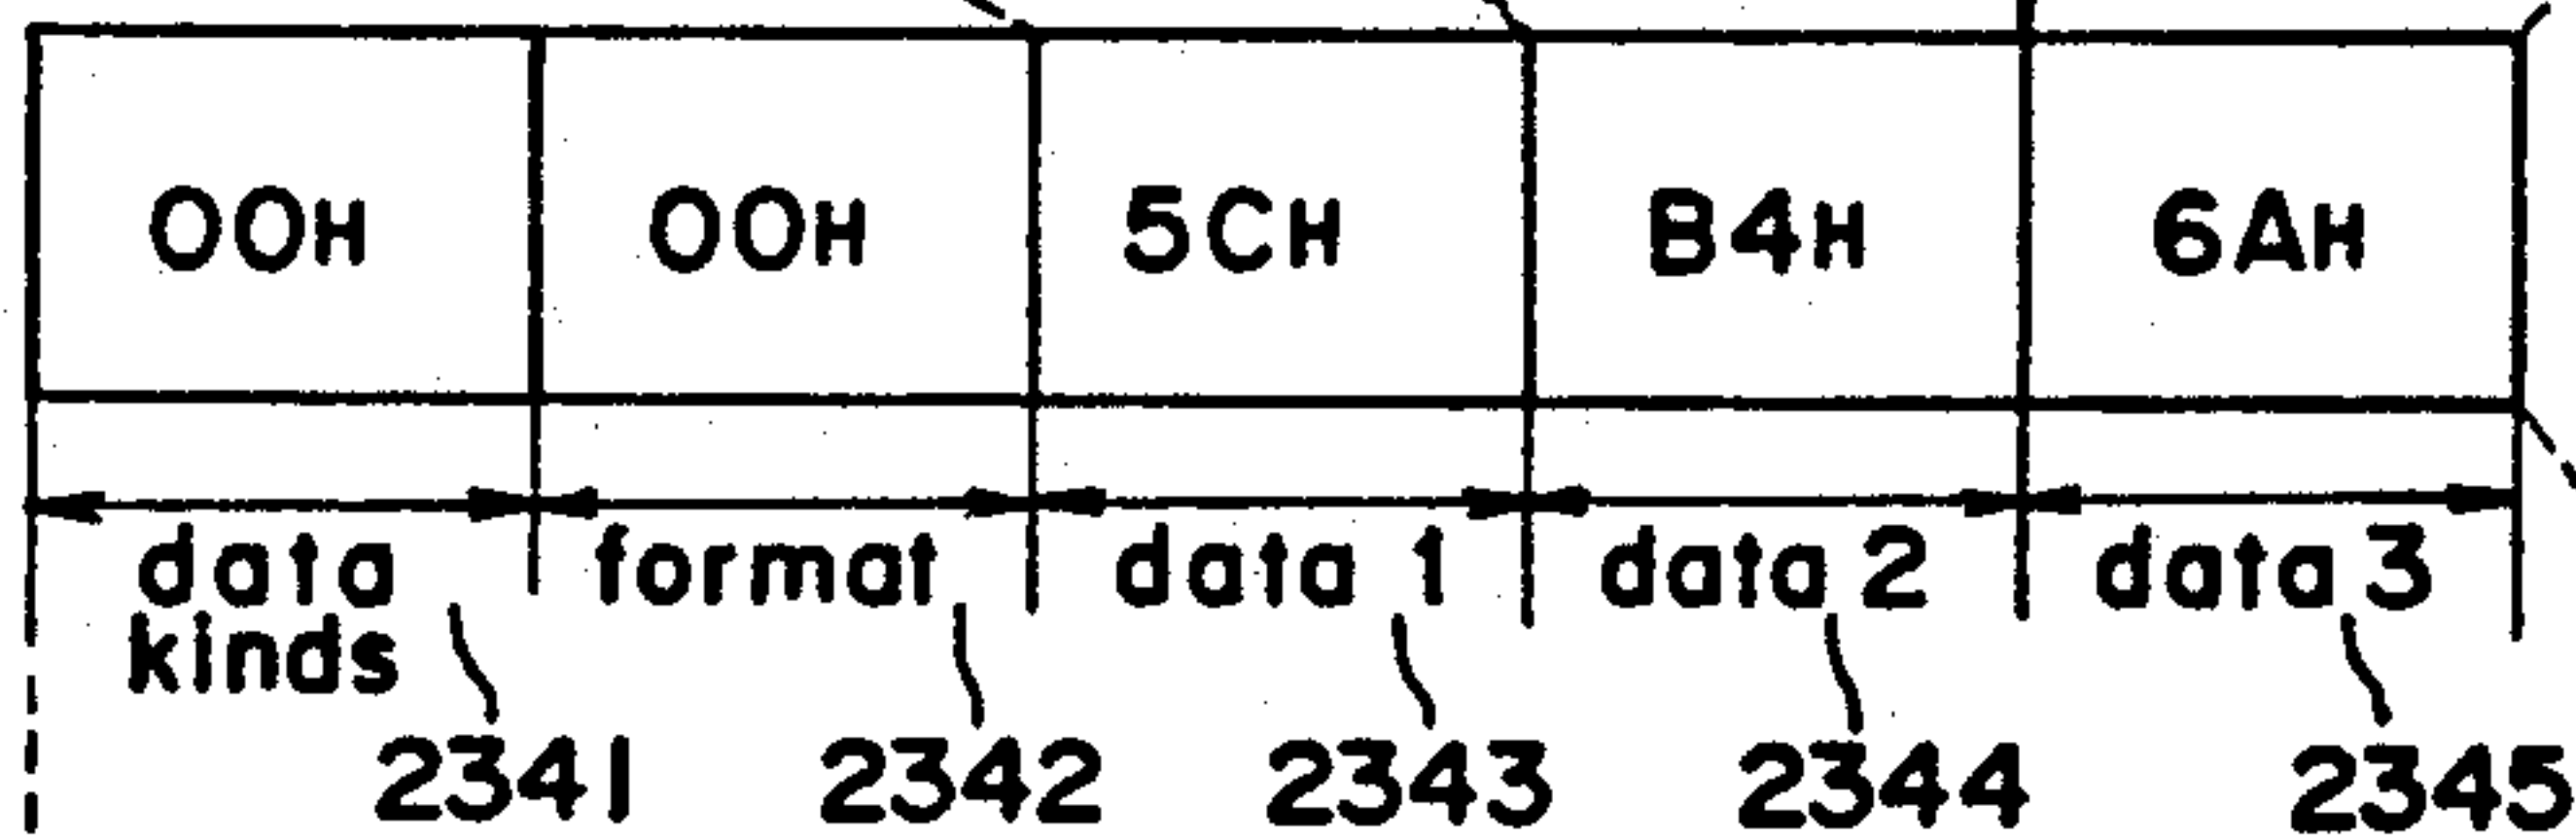 00H 00H 5CH B4H 6AH
data kinds format data 1 data 2 data 3
2341 2342 2343 2344 2345